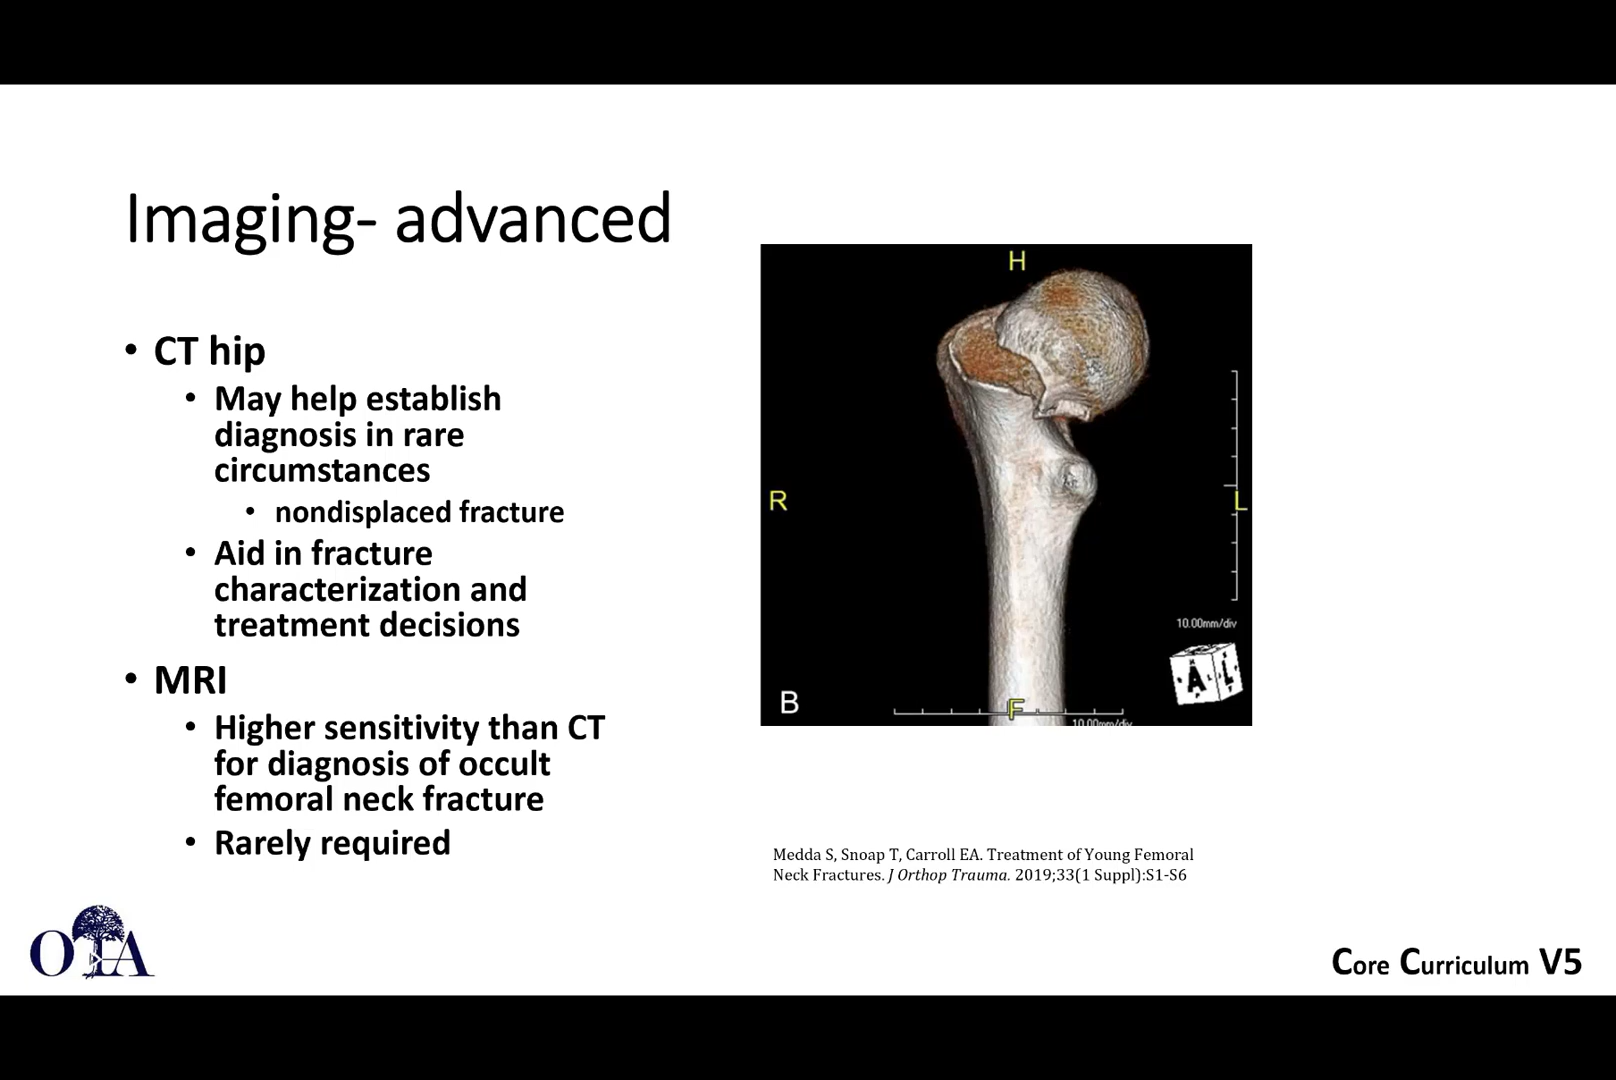 Imaging- advanced
• CT hip
• May help establish
diagnosis in rare
circumstances
• nondisplaced fracture
• Aid in fracture
characterization and
treatment decisions
• MRI
• Higher sensitivity than CT
for diagnosis of occult
femoral neck fracture
• Rarely required
H
R
L
10.00mm/div
A L
B
F
10.00mm/div
Medda S, Snoap T, Carroll EA. Treatment of Young Femoral
Neck Fractures. J Orthop Trauma. 2019;33(1 Suppl):S1-S6
OTA
Core Curriculum V5